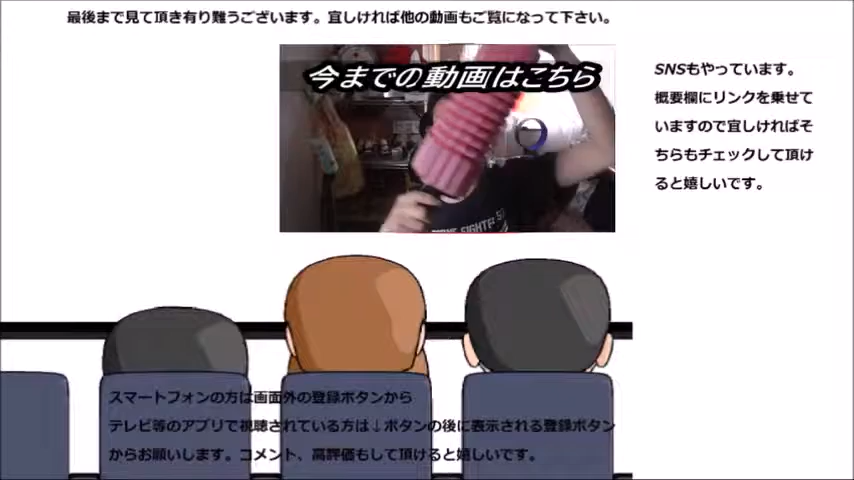 最後まで見て頂き有り難うございます。宜しければ他の動画もご覧になって下さい。
今までの動画はこちら
SNSもやっています。
概要欄にリンクを乗せて
いますので宜しければそ
ちらもチェックして頂け
ると嬉しいです。
スマートフォンの方は画面外の登録ボタンから
テレビ等のアプリで視聴されている方は↓ボタンの後に表示される登録ボタン
からお願いします。コメント、高評価もして頂けると嬉しいです。